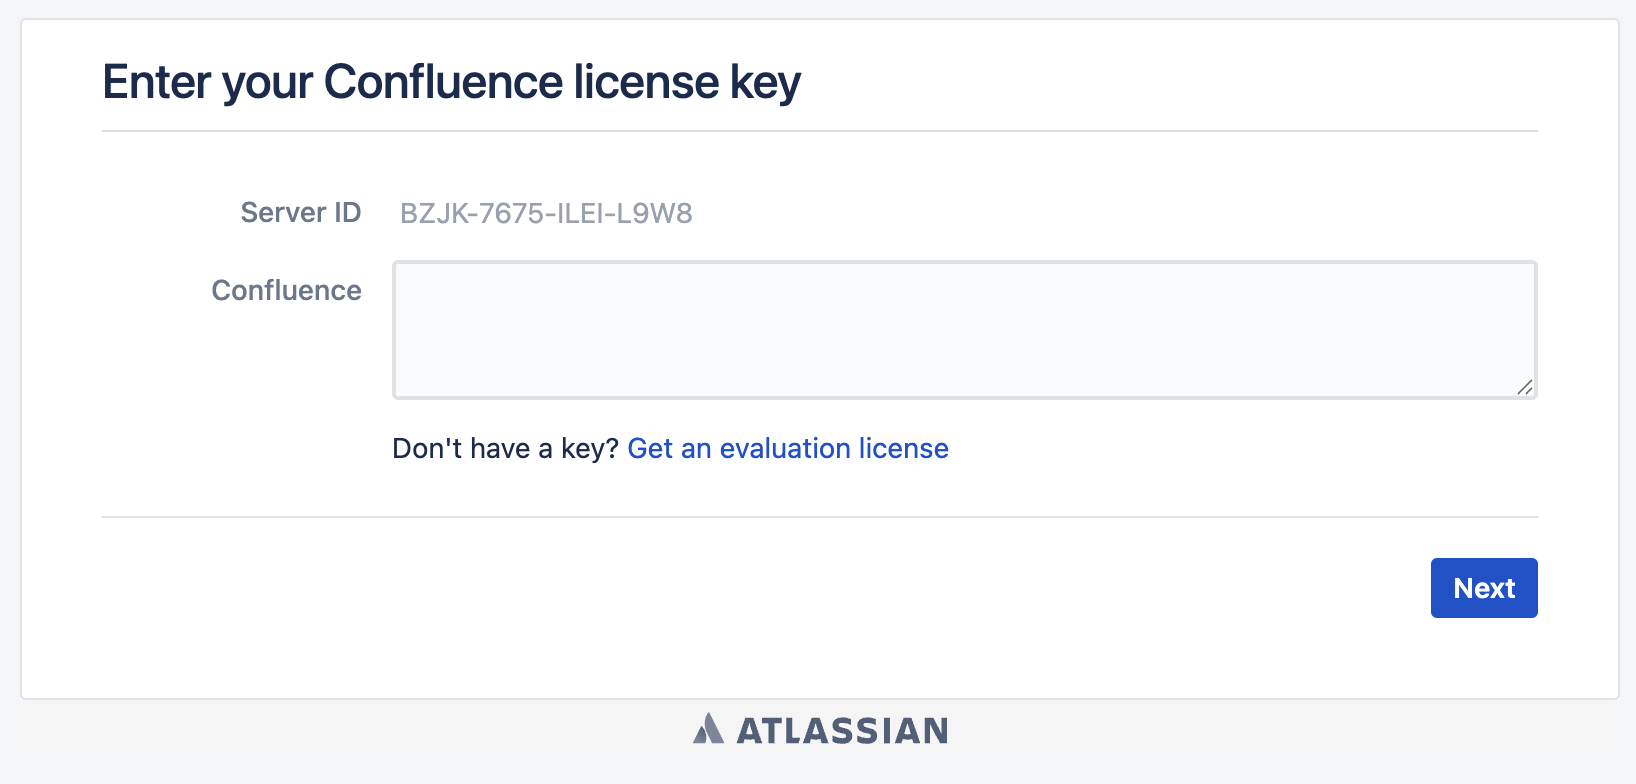 Enter your Confluence license key
Server ID BZJK-7675-ILEI-L9W8
Confluence
Don't have a key? Get an evaluation license
Next
ATLASSIAN